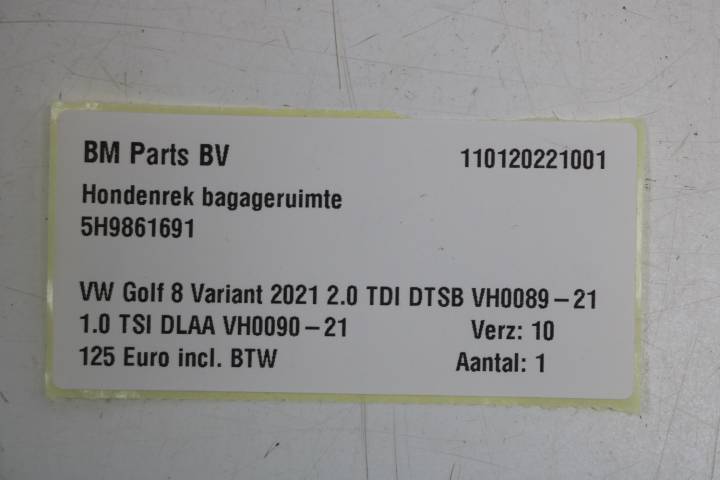 BM Parts BV 110120221001
Hondenrek bagageruimte
5H9861691
VW Golf 8 Variant 2021 2.0 TDI DTSB VH0089-21
1.0 TSI DLAA VH0090-21 Verz: 10
125 Euro incl. BTW Aantal: 1